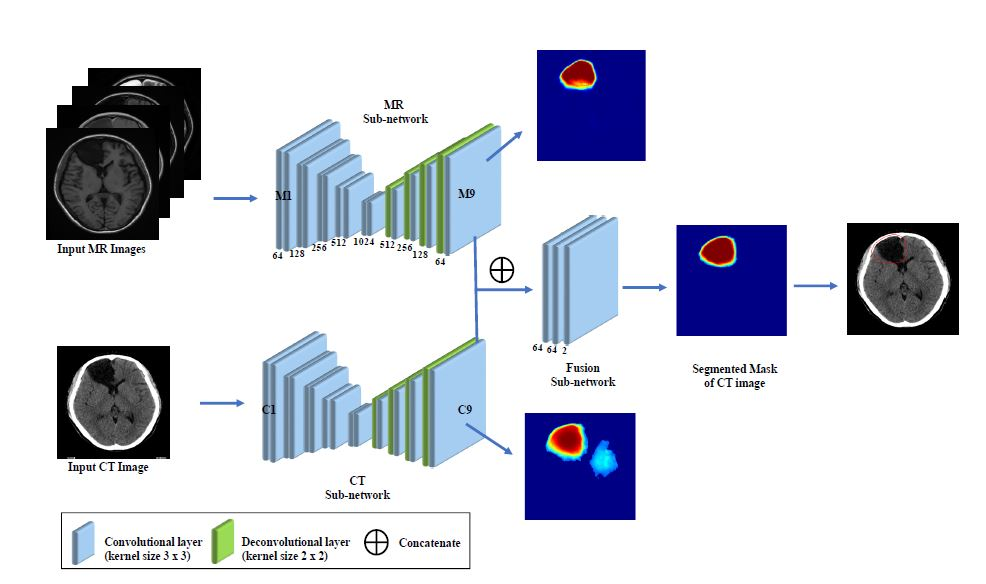 MR
Sub-network
M1
M9
64 128 256 512 1024 512 256 128 64
Input MR Images
64 64 2
Fusion
Sub-network
Segmented Mask
of CT image
C1
C9
Input CT Image
CT
Sub-network
Convolutional layer
(kernel size 3 x 3)
Deconvolutional layer
(kernel size 2 x 2)
Concatenate